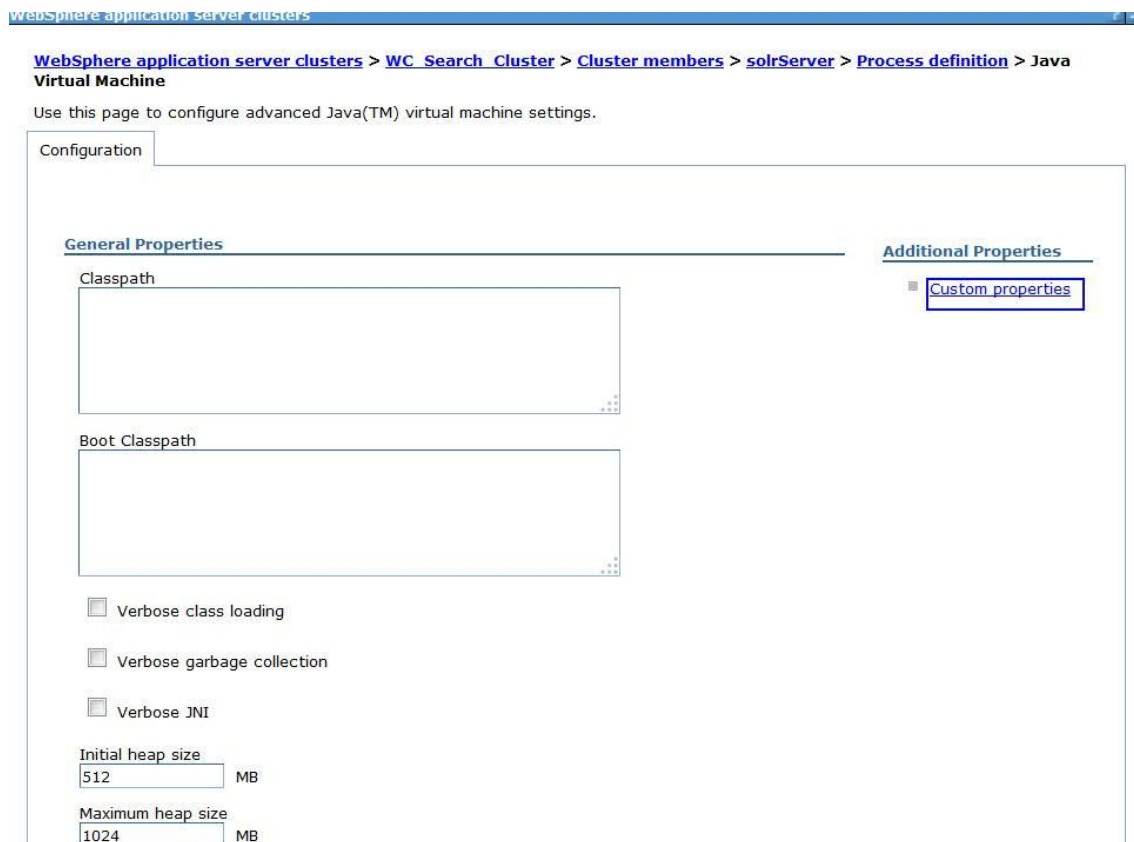 WebSphere application server clusters
WebSphere application server clusters > WC_Search_Cluster > Cluster members > solrServer > Process definition > Java
Virtual Machine
Use this page to configure advanced Java(TM) virtual machine settings.
Configuration
General Properties
Classpath
Boot Classpath
Verbose class loading
Verbose garbage collection
Verbose JNI
Initial heap size
512 MB
Maximum heap size
1024 MB
Additional Properties
Custom properties